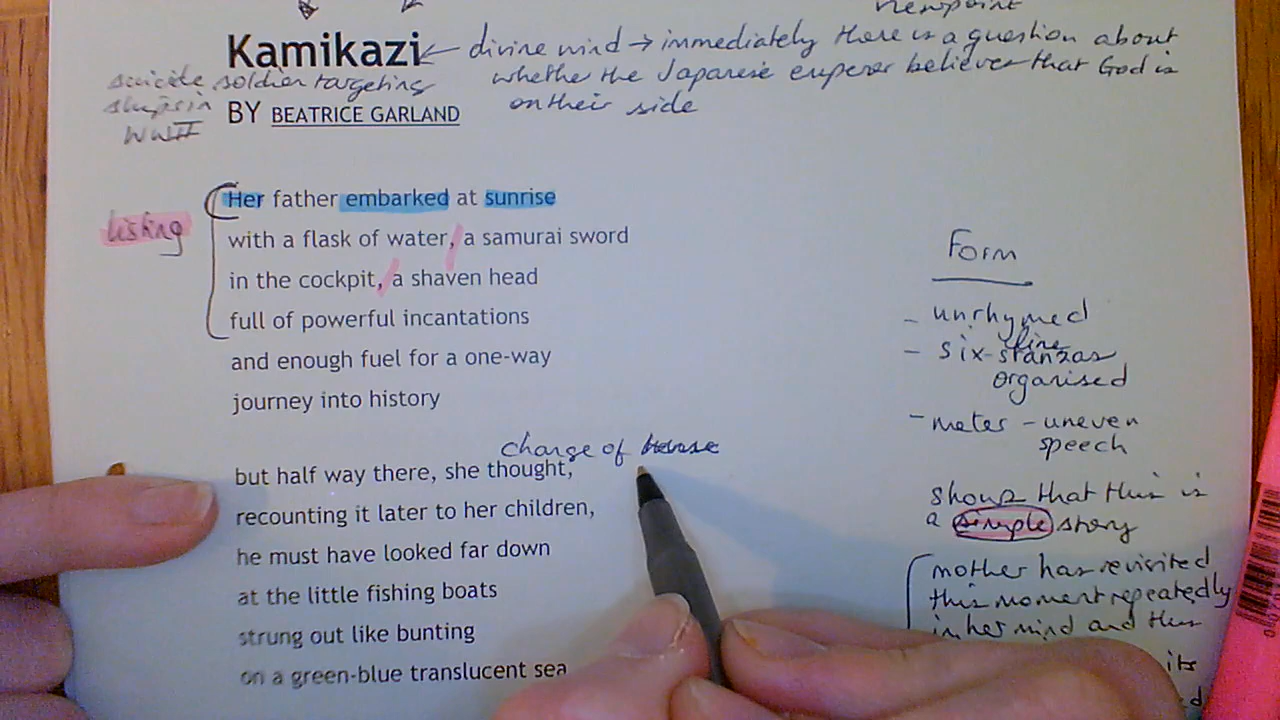 viewpoint
Kamikazi ← divine wind → immediately there is a question about
whether the Japanese emperor believes that God is
on their side
suicide soldier targeting
ships in
WWII
BY BEATRICE GARLAND
Her father embarked at sunrise
with a flask of water, a samurai sword
in the cockpit, a shaven head
full of powerful incantations
and enough fuel for a one-way
journey into history
listing
change of
but half way there, she thought,
recounting it later to her children,
he must have looked far down
at the little fishing boats
strung out like bunting
on a green-blue translucent sea
Form
- unrhymed
- six-line stanzas
organised
- meter - uneven
speech
shows that this is
a simple story
mother has revisited
this moment repeatedly
in her mind and thus
its